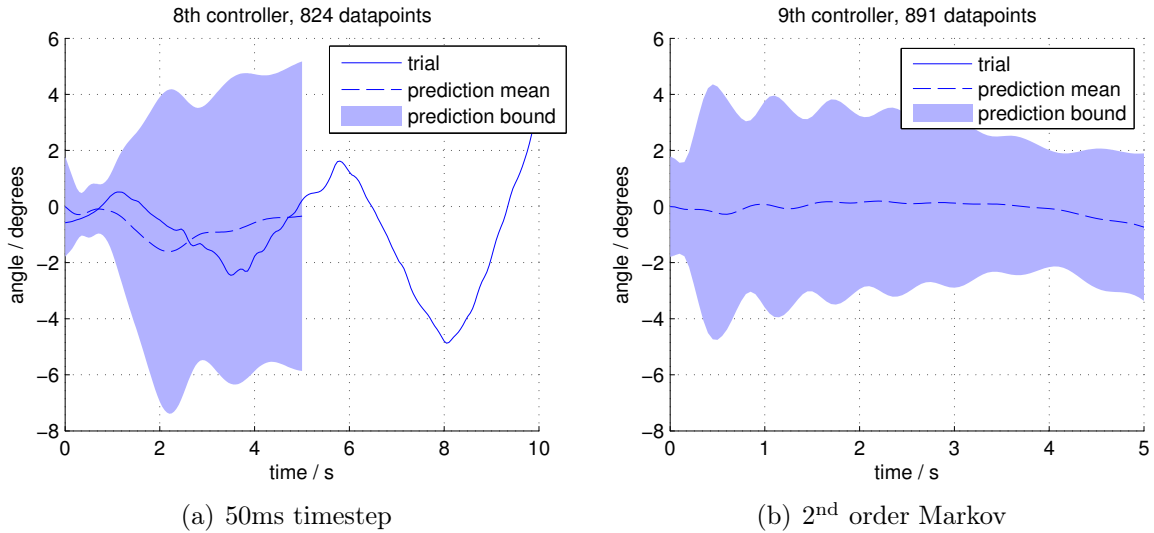 8th controller, 824 datapoints
6
4
2
0
−2
−4
−6
−8
angle / degrees
trial
prediction mean
prediction bound
0 2 4 6 8 10
time / s
(a) 50ms timestep
9th controller, 891 datapoints
6
4
2
0
−2
−4
−6
−8
angle / degrees
trial
prediction mean
prediction bound
0 1 2 3 4 5
time / s
(b) 2nd order Markov